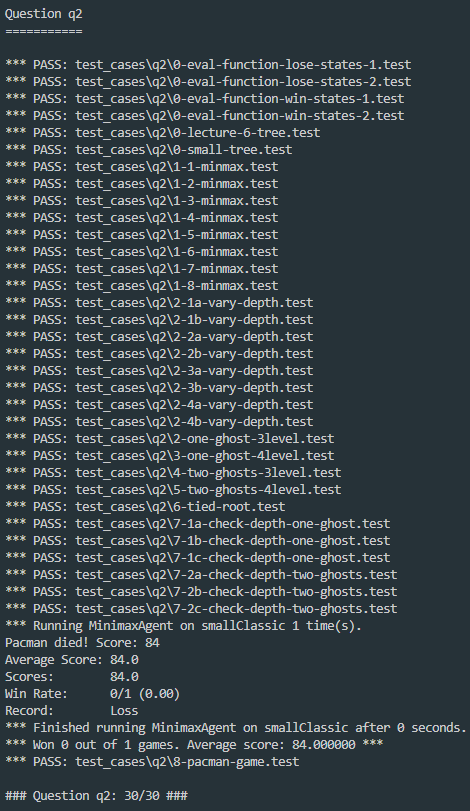 Question q2
===========
*** PASS: test_cases\q2\0-eval-function-lose-states-1.test
*** PASS: test_cases\q2\0-eval-function-lose-states-2.test
*** PASS: test_cases\q2\0-eval-function-win-states-1.test
*** PASS: test_cases\q2\0-eval-function-win-states-2.test
*** PASS: test_cases\q2\0-lecture-6-tree.test
*** PASS: test_cases\q2\0-small-tree.test
*** PASS: test_cases\q2\1-1-minmax.test
*** PASS: test_cases\q2\1-2-minmax.test
*** PASS: test_cases\q2\1-3-minmax.test
*** PASS: test_cases\q2\1-4-minmax.test
*** PASS: test_cases\q2\1-5-minmax.test
*** PASS: test_cases\q2\1-6-minmax.test
*** PASS: test_cases\q2\1-7-minmax.test
*** PASS: test_cases\q2\1-8-minmax.test
*** PASS: test_cases\q2\2-1a-vary-depth.test
*** PASS: test_cases\q2\2-1b-vary-depth.test
*** PASS: test_cases\q2\2-2a-vary-depth.test
*** PASS: test_cases\q2\2-2b-vary-depth.test
*** PASS: test_cases\q2\2-3a-vary-depth.test
*** PASS: test_cases\q2\2-3b-vary-depth.test
*** PASS: test_cases\q2\2-4a-vary-depth.test
*** PASS: test_cases\q2\2-4b-vary-depth.test
*** PASS: test_cases\q2\2-one-ghost-3level.test
*** PASS: test_cases\q2\3-one-ghost-4level.test
*** PASS: test_cases\q2\4-two-ghosts-3level.test
*** PASS: test_cases\q2\5-two-ghosts-4level.test
*** PASS: test_cases\q2\6-tied-root.test
*** PASS: test_cases\q2\7-1a-check-depth-one-ghost.test
*** PASS: test_cases\q2\7-1b-check-depth-one-ghost.test
*** PASS: test_cases\q2\7-1c-check-depth-one-ghost.test
*** PASS: test_cases\q2\7-2a-check-depth-two-ghosts.test
*** PASS: test_cases\q2\7-2b-check-depth-two-ghosts.test
*** PASS: test_cases\q2\7-2c-check-depth-two-ghosts.test
*** Running MinimaxAgent on smallClassic 1 time(s).
Pacman died! Score: 84
Average Score: 84.0
Scores:        84.0
Win Rate:      0/1 (0.00)
Record:        Loss
*** Finished running MinimaxAgent on smallClassic after 0 seconds.
*** Won 0 out of 1 games. Average score: 84.000000 ***
*** PASS: test_cases\q2\8-pacman-game.test
### Question q2: 30/30 ###